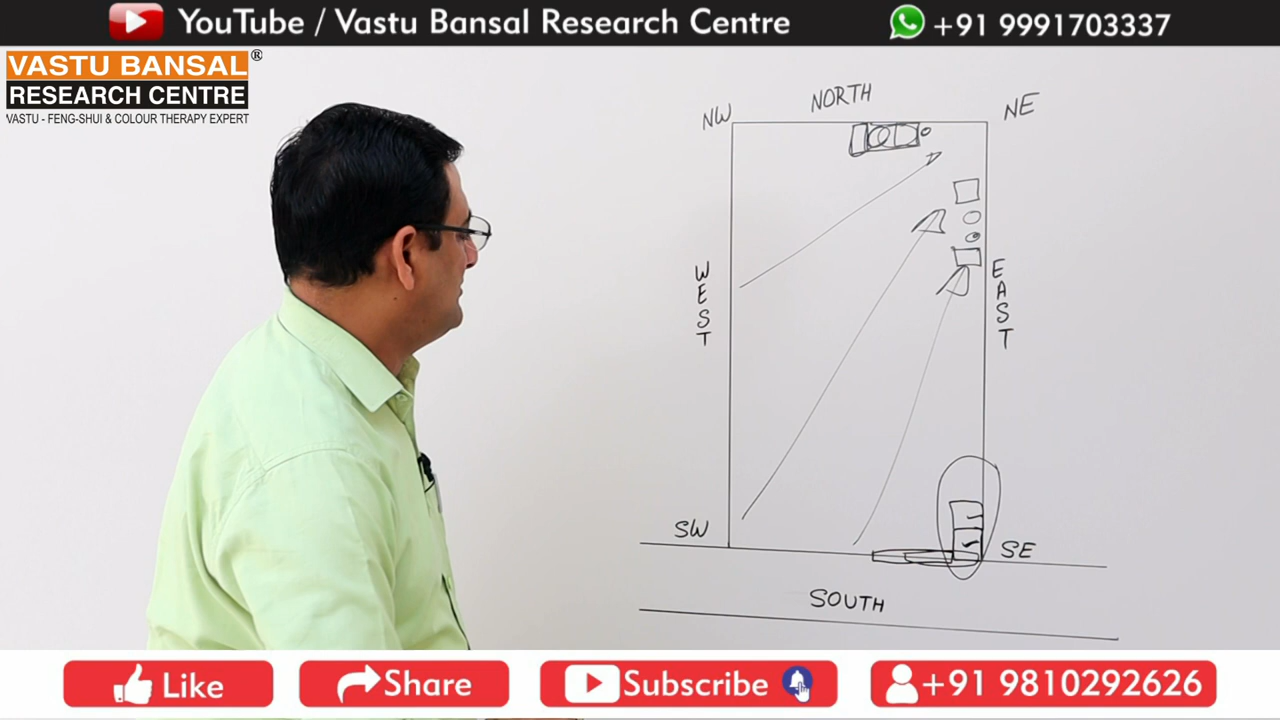 YouTube / Vastu Bansal Research Centre
+91 9991703337
VASTU BANSAL®
RESEARCH CENTRE
VASTU - FENG-SHUI & COLOUR THERAPY EXPERT
NW
NORTH
NE
WEST
EAST
SW
SE
SOUTH
Like
Share
Subscribe
+91 9810292626